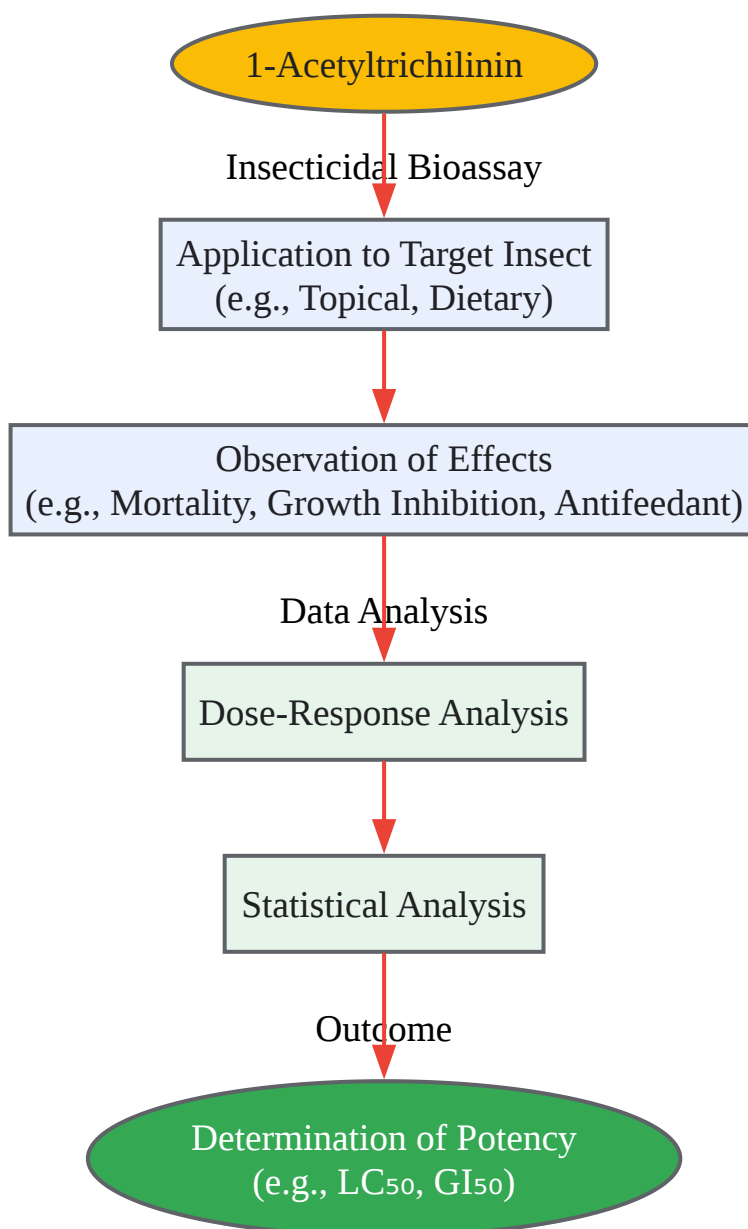 1-Acetyltrichilinin
Insecticidal Bioassay
Application to Target Insect
(e.g., Topical, Dietary)
Observation of Effects
(e.g., Mortality, Growth Inhibition, Antifeedant)
Data Analysis
Dose-Response Analysis
Statistical Analysis
Outcome
Determination of Potency
(e.g., LC₅₀, GI₅₀)